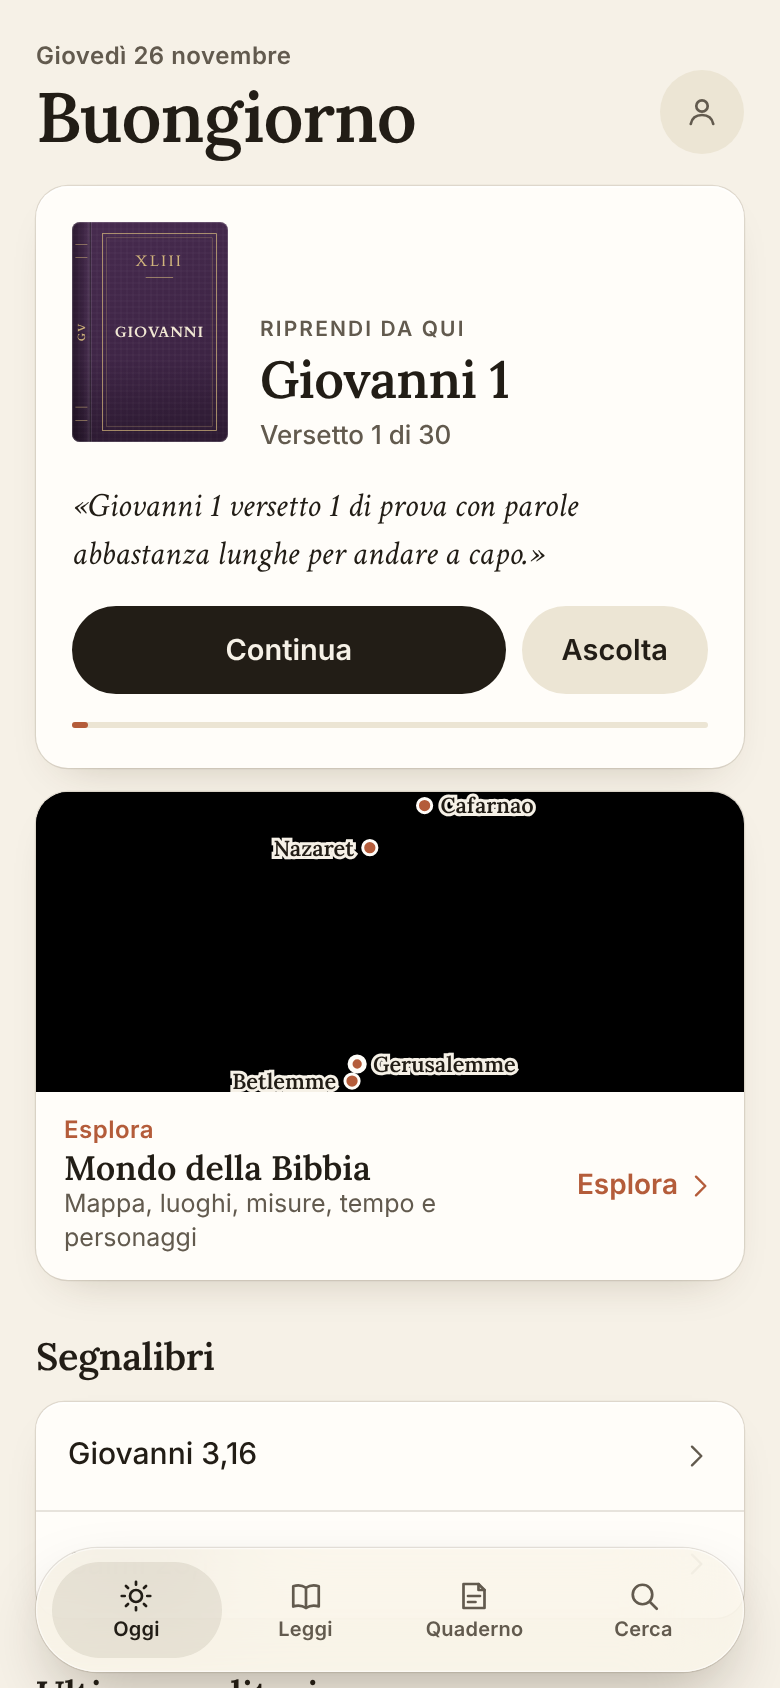 Giovedì 26 novembre
Buongiorno
XLIII
GV
GIOVANNI
RIPRENDI DA QUI
Giovanni 1
Versetto 1 di 30
«Giovanni 1 versetto 1 di prova con parole
abbastanza lunghe per andare a capo.»
Continua
Ascolta
Cafarnao
Nazaret
Gerusalemme
Betlemme
Esplora
Mondo della Bibbia
Mappa, luoghi, misure, tempo e
personaggi
Esplora
Segnalibri
Giovanni 3,16
Oggi
Leggi
Quaderno
Cerca